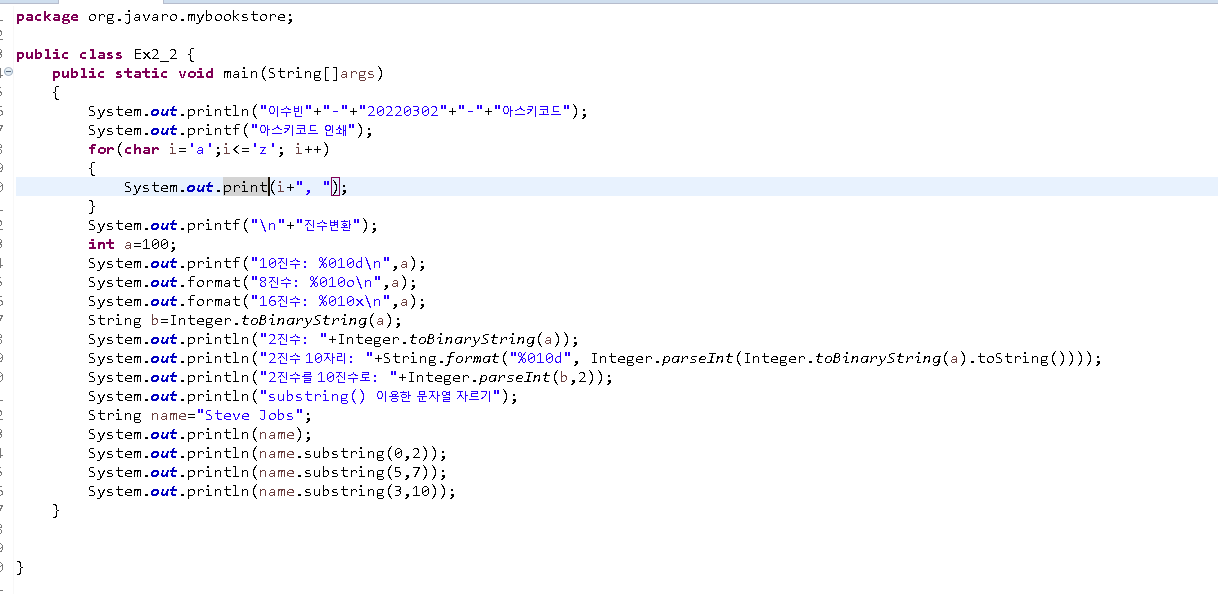 package org.javaro.mybookstore;
public class Ex2_2 {
public static void main(String[]args)
{
System.out.println("이수빈"+"-"+"20220302"+"-"+"아스키코드");
System.out.printf("아스키코드 인쇄");
for(char i='a';i<='z'; i++)
{
System.out.print(i+", ");
}
System.out.printf("\n"+"진수변환");
int a=100;
System.out.printf("10진수: %010d\n",a);
System.out.format("8진수: %010o\n",a);
System.out.format("16진수: %010x\n",a);
String b=Integer.toBinaryString(a);
System.out.println("2진수: "+Integer.toBinaryString(a));
System.out.println("2진수 10자리: "+String.format("%010d", Integer.parseInt(Integer.toBinaryString(a).toString())));
System.out.println("2진수를 10진수로: "+Integer.parseInt(b,2));
System.out.println("substring() 이용한 문자열 자르기");
String name="Steve Jobs";
System.out.println(name);
System.out.println(name.substring(0,2));
System.out.println(name.substring(5,7));
System.out.println(name.substring(3,10));
}
}